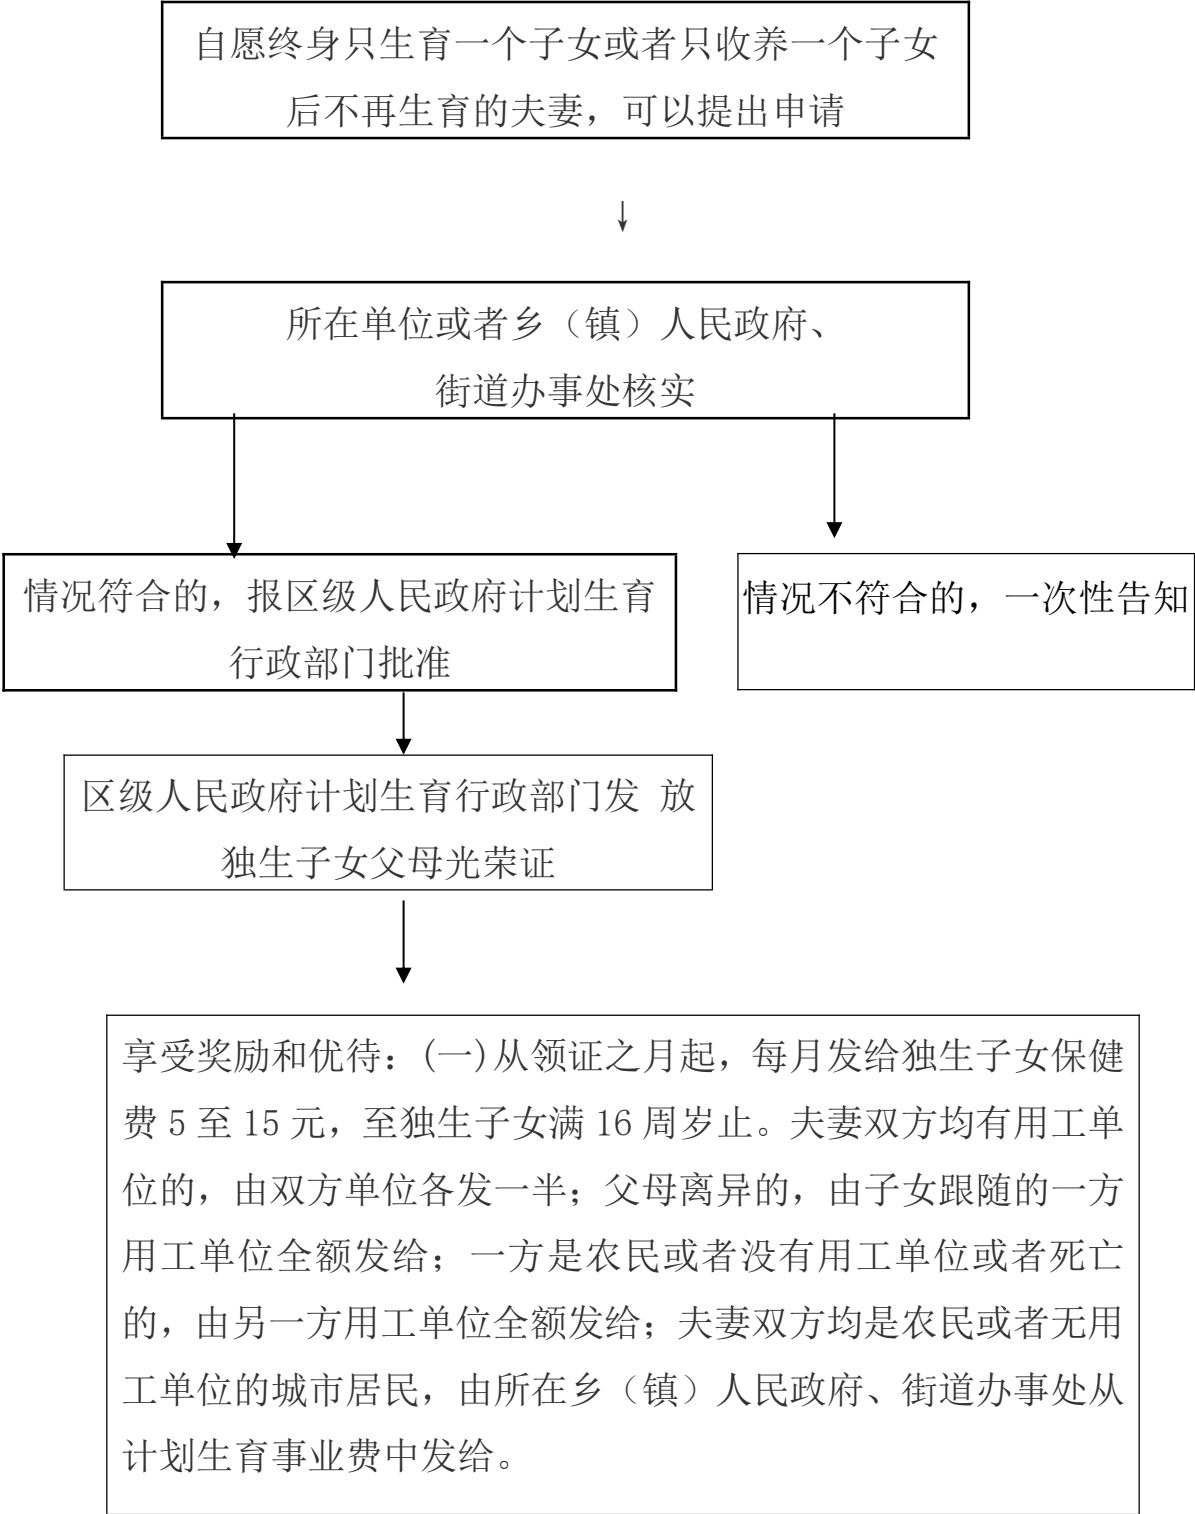 自愿终身只生育一个子女或者只收养一个子女
后不再生育的夫妻，可以提出申请
↓
所在单位或者乡（镇）人民政府、
街道办事处核实
情况符合的，报区级人民政府计划生育
行政部门批准
情况不符合的，一次性告知
区级人民政府计划生育行政部门发 放
独生子女父母光荣证
享受奖励和优待：(一)从领证之月起，每月发给独生子女保健
费 5 至 15 元，至独生子女满 16 周岁止。夫妻双方均有用工单
位的，由双方单位各发一半；父母离异的，由子女跟随的一方
用工单位全额发给；一方是农民或者没有用工单位或者死亡
的，由另一方用工单位全额发给；夫妻双方均是农民或者无用
工单位的城市居民，由所在乡（镇）人民政府、街道办事处从
计划生育事业费中发给。